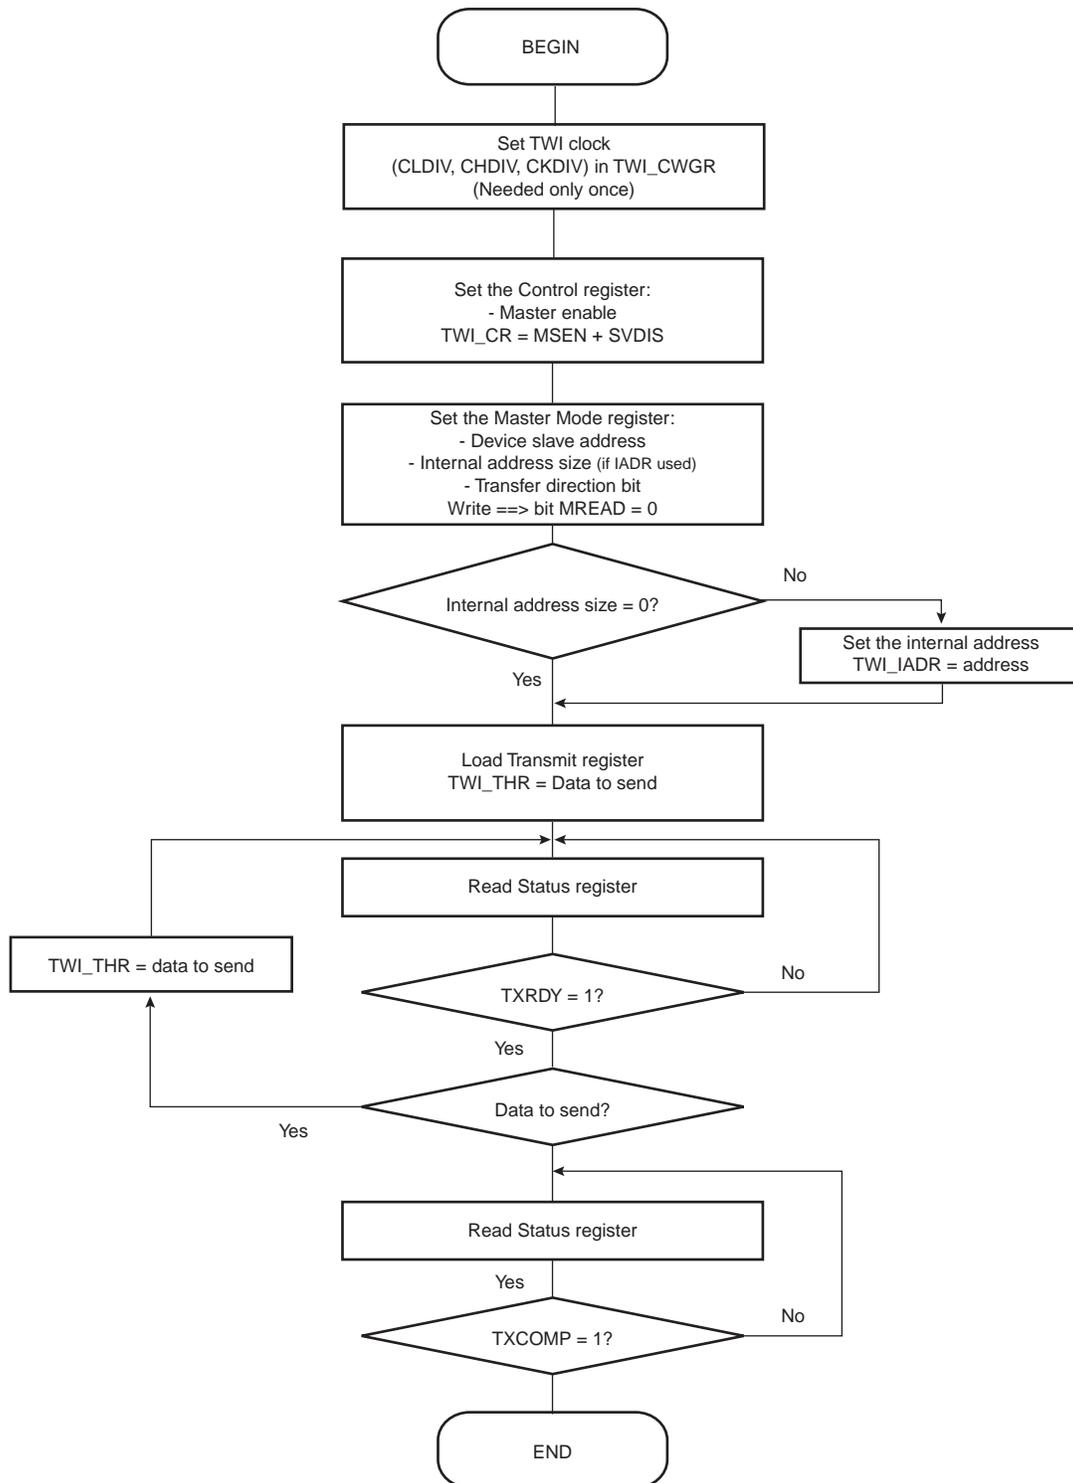 BEGIN
Set TWI clock
(CLDIV, CHDIV, CKDIV) in TWI_CWGR
(Needed only once)
Set the Control register:
- Master enable
TWI_CR = MSEN + SVDIS
Set the Master Mode register:
- Device slave address
- Internal address size (if IADR used)
- Transfer direction bit
Write ==> bit MREAD = 0
No
Internal address size = 0?
Set the internal address
TWI_IADR = address
Yes
Load Transmit register
TWI_THR = Data to send
Read Status register
TWI_THR = data to send
No
TXRDY = 1?
Yes
Data to send?
Yes
Read Status register
Yes
No
TXCOMP = 1?
END